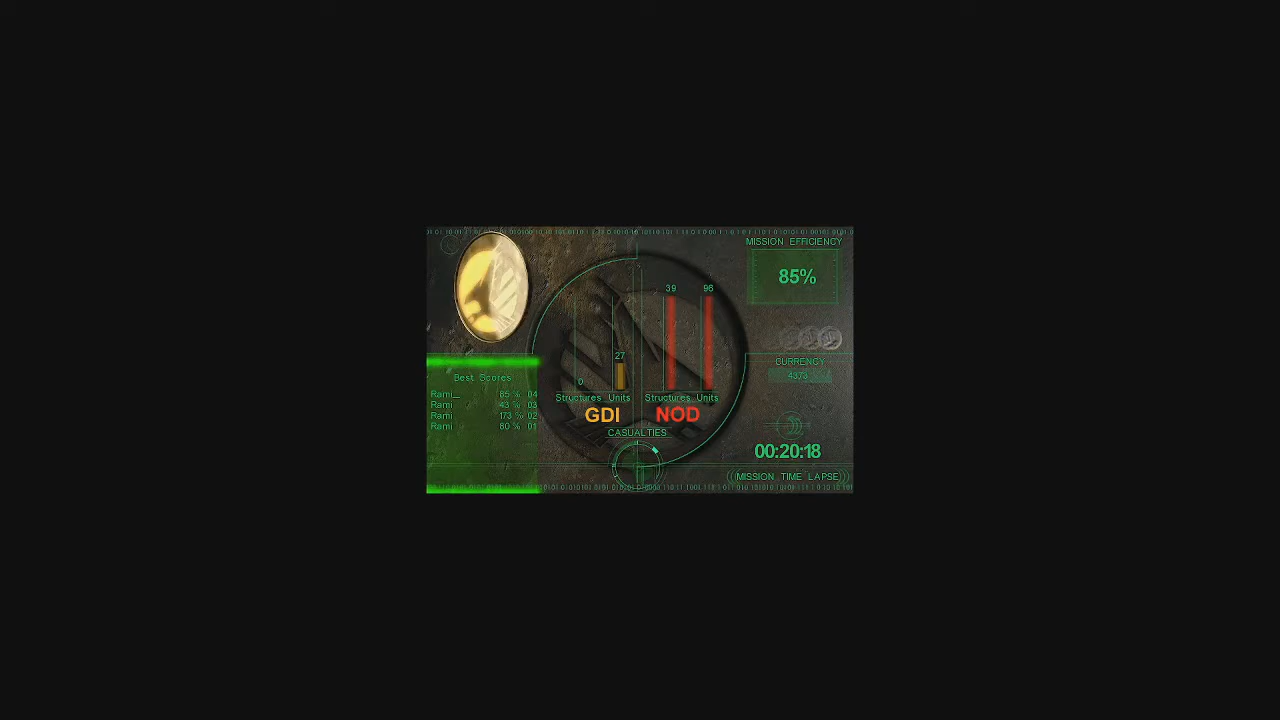 MISSION EFFICIENCY
85%
39 96
27
0
Structures Units Structures Units
GDI NOD
CASUALTIES
CURRENCY
4373
Best Scores
Rami_ 85 % 04
Rami 43 % 03
Rami 173 % 02
Rami 80 % 01
00:20:18
MISSION TIME LAPSE